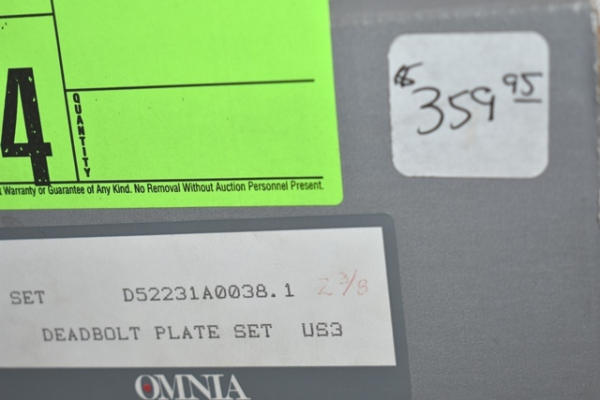 4
QUANTITY
Warranty or Guarantee of Any Kind. No Removal Without Auction Personnel Present.
$359 95
SET D52231A0038.1 2 3/8
DEADBOLT PLATE SET US3
OMNIA